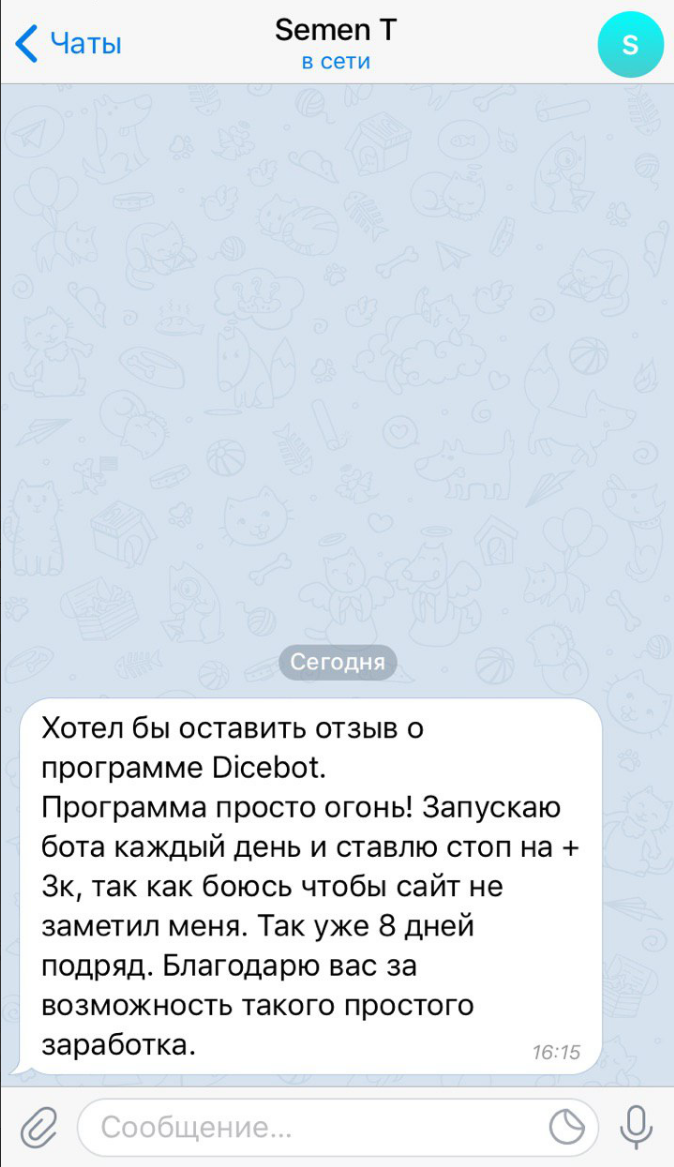 Чаты
Semen T
в сети
S
Сегодня
Хотел бы оставить отзыв о
программе Dicebot.
Программа просто огонь! Запускаю
бота каждый день и ставлю стоп на +
3к, так как боюсь чтобы сайт не
заметил меня. Так уже 8 дней
подряд. Благодарю вас за
возможность такого простого
заработка.
16:15
Сообщение...